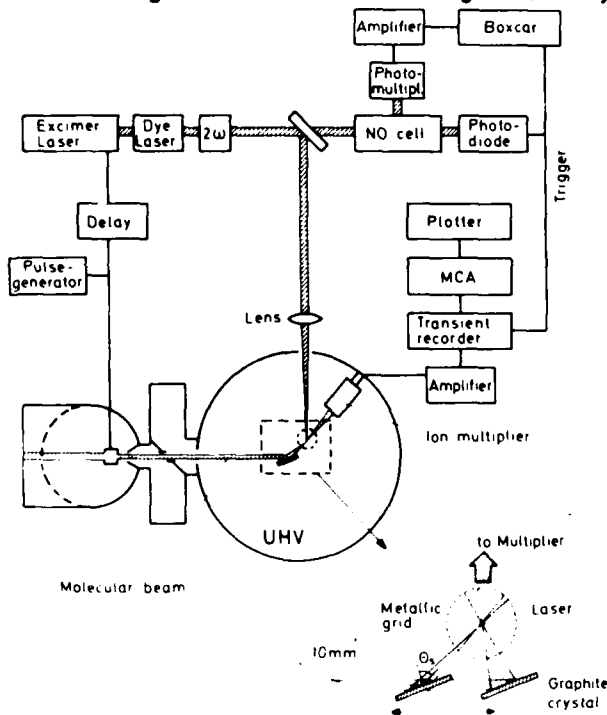 Amplifier
Boxcar
Photo-
multipl.
Excimer
Laser
Dye
Laser
2ω
NO cell
Photo-
diode
Trigger
Delay
Plotter
Pulse-
generator
MCA
Lens
Transient
recorder
Amplifier
Ion multiplier
UHV
Molecular beam
to Multiplier
Metallic
grid
Laser
10mm
Θs
Graphite
crystal